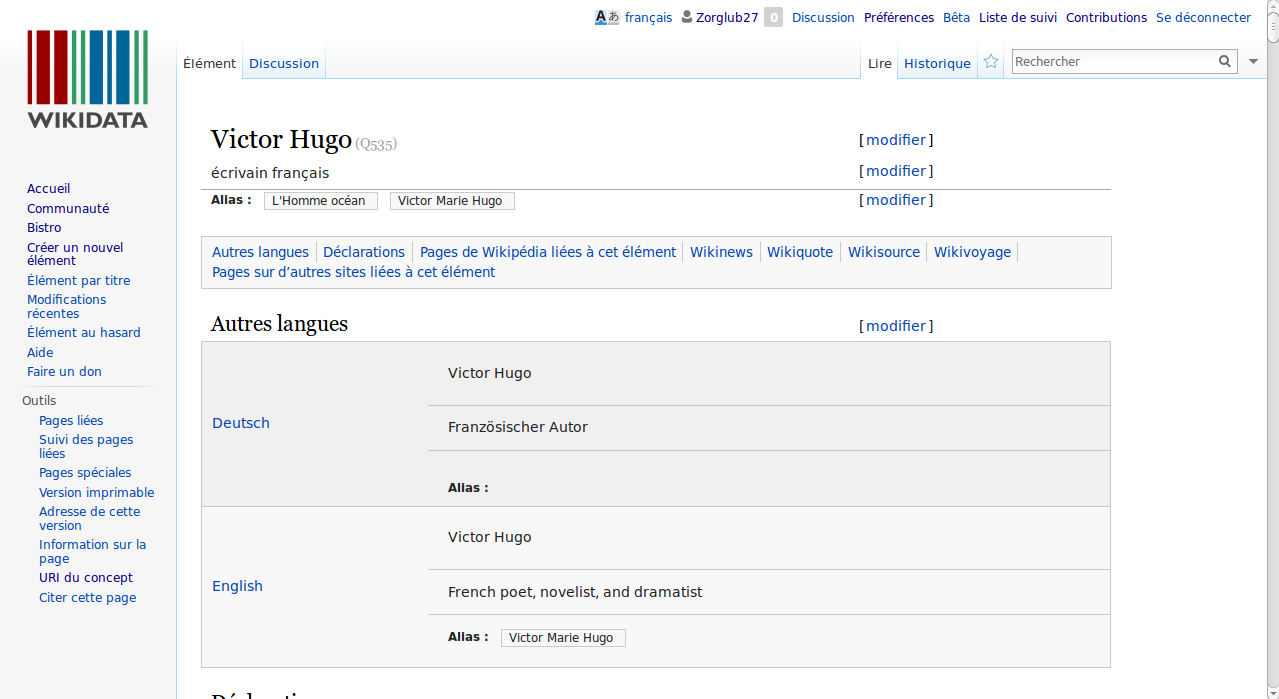 Aあ français Zorglub27 0 Discussion Préférences Bêta Liste de suivi Contributions Se déconnecter
Élément Discussion Lire Historique Rechercher
WIKIDATA
Victor Hugo (Q535) [modifier]
écrivain français [modifier]
Alias : L'Homme océan Victor Marie Hugo [modifier]
Autres langues Déclarations Pages de Wikipédia liées à cet élément Wikinews Wikiquote Wikisource Wikivoyage
Pages sur d’autres sites liées à cet élément
Autres langues [modifier]
Deutsch
Victor Hugo
Französischer Autor
Alias :
English
Victor Hugo
French poet, novelist, and dramatist
Alias : Victor Marie Hugo
Accueil
Communauté
Bistro
Créer un nouvel
élément
Élément par titre
Modifications
récentes
Élément au hasard
Aide
Faire un don
Outils
Pages liées
Suivi des pages
liées
Pages spéciales
Version imprimable
Adresse de cette
version
Information sur la
page
URI du concept
Citer cette page